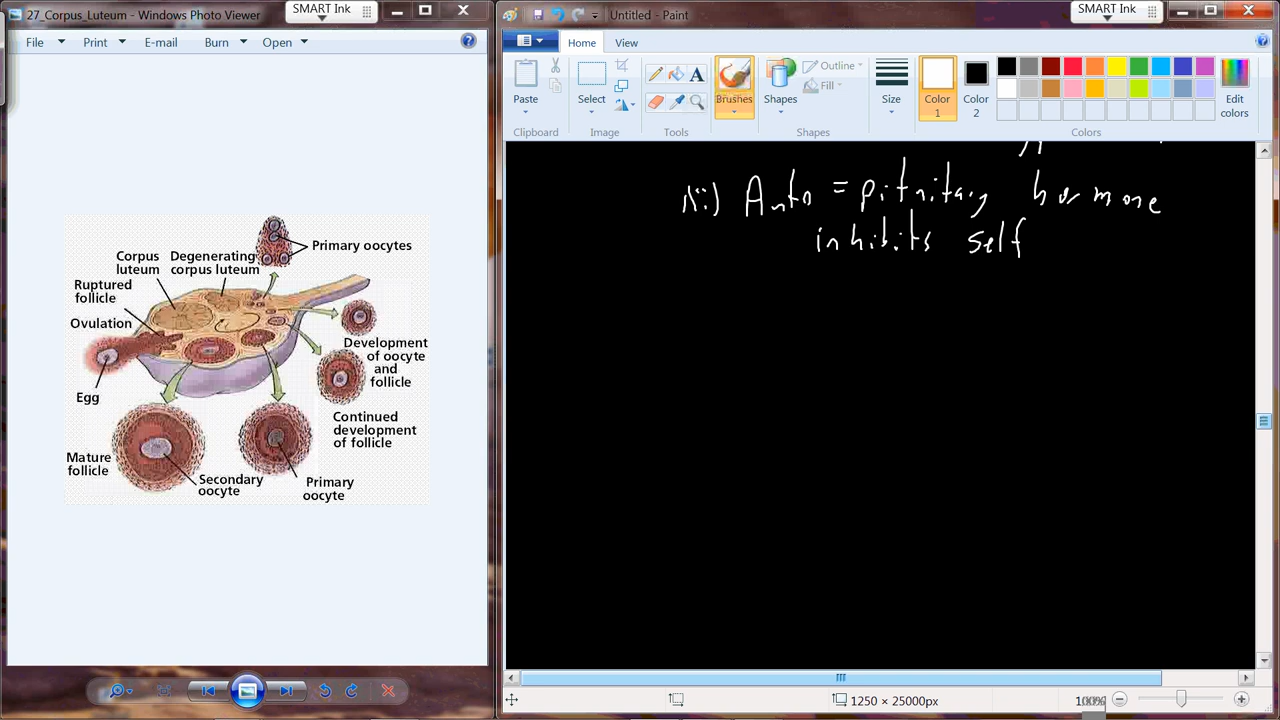 27_Corpus_Luteum - Windows Photo Viewer
SMART Ink
File Print E-mail Burn Open
Primary oocytes
Corpus luteum
Degenerating corpus luteum
Ruptured follicle
Ovulation
Egg
Development of oocyte and follicle
Continued development of follicle
Mature follicle
Secondary oocyte
Primary oocyte
Untitled - Paint
SMART Ink
Home View
Paste
Select
Brushes
Shapes
Outline
Fill
Size
Color 1
Color 2
Edit colors
Clipboard Image Tools Shapes Colors
A
iii) Auto = pituitary hormone
inhibits self
1250 × 25000px
100%